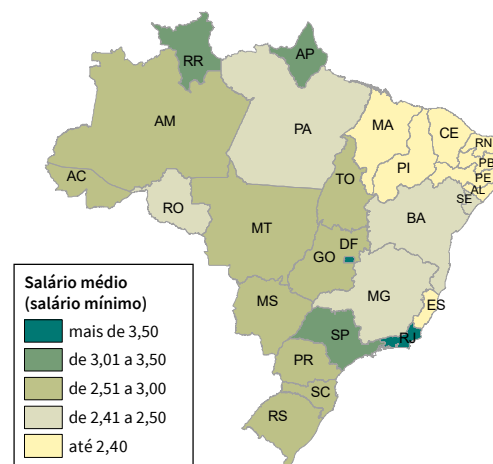 RR
AP
AM
PA
MA
CE
RN
PB
PE
AL
SE
PI
AC
RO
TO
BA
MT
DF
GO
MG
ES
MS
SP
RJ
PR
SC
RS
Salário médio
(salário mínimo)
mais de 3,50
de 3,01 a 3,50
de 2,51 a 3,00
de 2,41 a 2,50
até 2,40